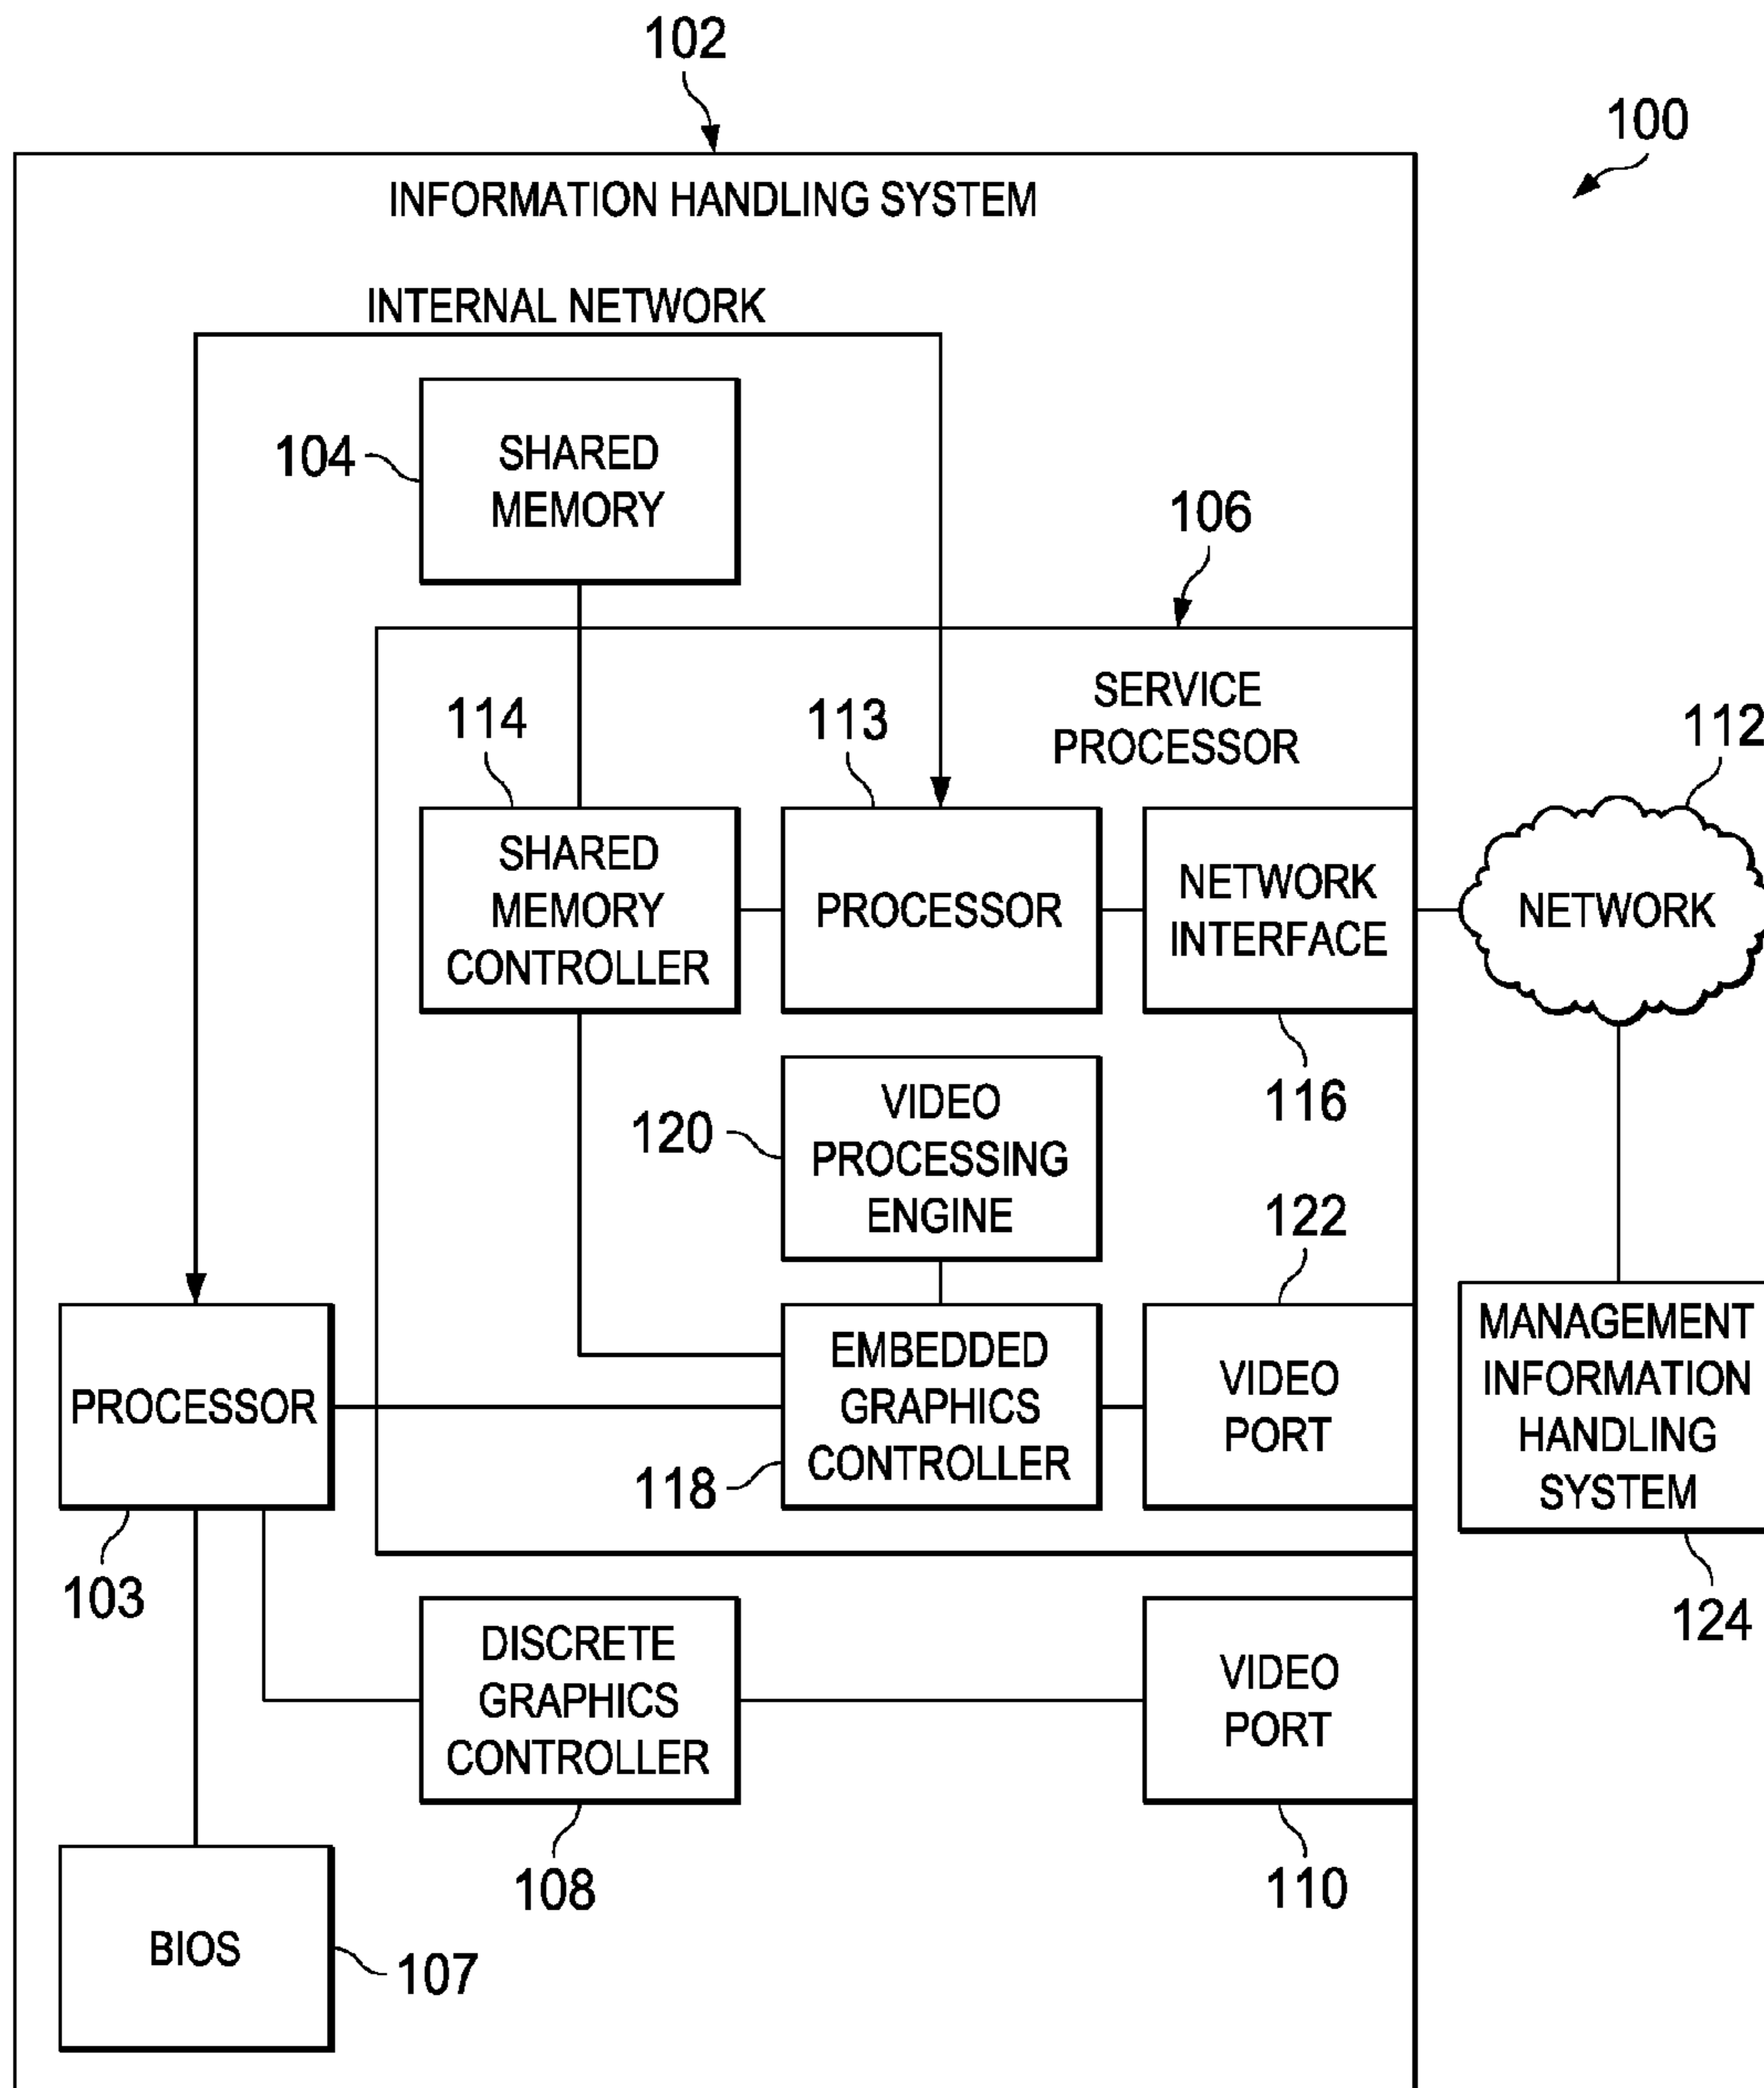 102
100
INFORMATION HANDLING SYSTEM
INTERNAL NETWORK
104
SHARED
MEMORY
106
SERVICE
PROCESSOR
114
113
112
SHARED
MEMORY
CONTROLLER
PROCESSOR
NETWORK
INTERFACE
NETWORK
116
120
VIDEO
PROCESSING
ENGINE
122
PROCESSOR
EMBEDDED
GRAPHICS
CONTROLLER
118
VIDEO
PORT
MANAGEMENT
INFORMATION
HANDLING
SYSTEM
103
124
DISCRETE
GRAPHICS
CONTROLLER
VIDEO
PORT
108
110
BIOS
107